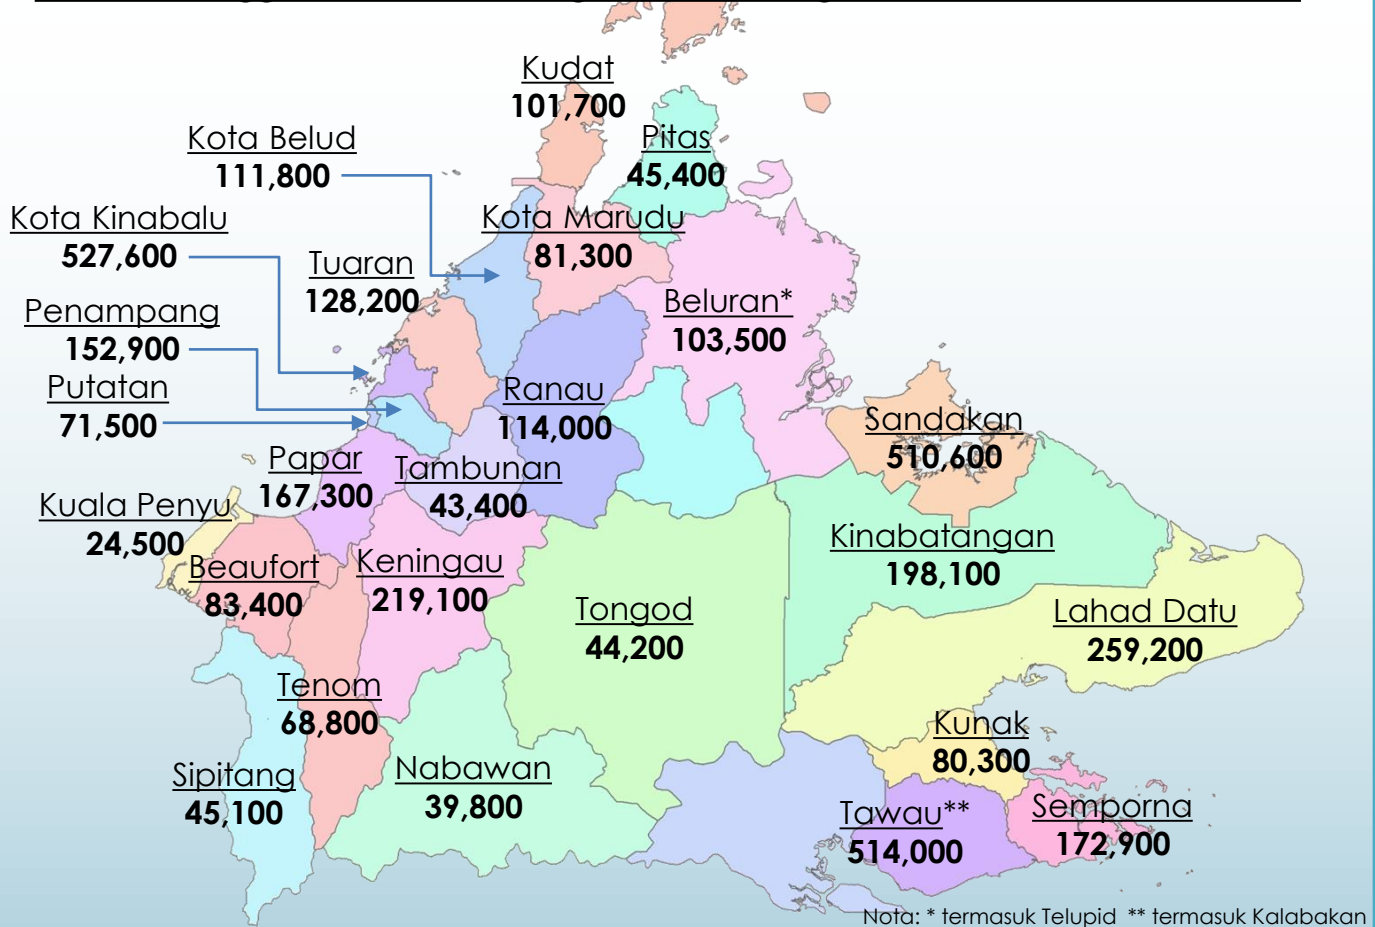 Kudat
101,700
Kota Belud
111,800
Pitas
45,400
Kota Kinabalu
527,600
Kota Marudu
81,300
Tuaran
128,200
Beluran*
103,500
Penampang
152,900
Putatan
71,500
Ranau
114,000
Sandakan
510,600
Papar
167,300
Tambunan
43,400
Kuala Penyu
24,500
Kinabatangan
198,100
Beaufort
83,400
Keningau
219,100
Tongod
44,200
Lahad Datu
259,200
Tenom
68,800
Kunak
80,300
Sipitang
45,100
Nabawan
39,800
Tawau**
514,000
Semporna
172,900
Nota: * termasuk Telupid ** termasuk Kalabakan